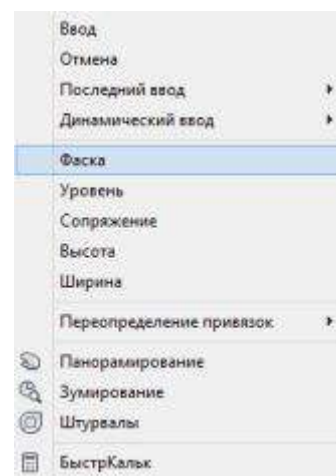 Ввод
Отмена
Последний ввод
Динамический ввод
Фаска
Уровень
Сопряжение
Высота
Ширина
Переопределение привязок
Панорамирование
Зумирование
Штурвалы
БыстрКальк